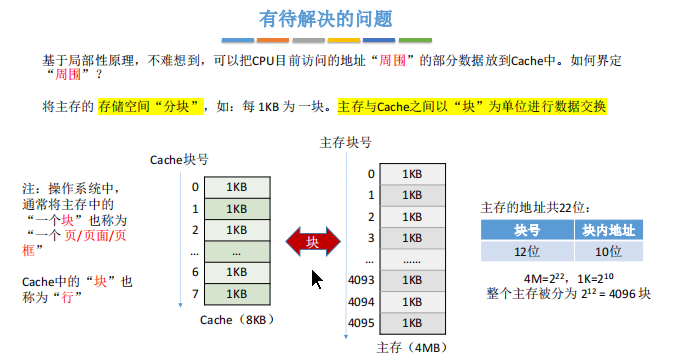 有待解决的问题
基于局部性原理，不难想到，可以把CPU目前访问的地址“周围”的部分数据放到Cache中。如何界定
“周围”？
将主存的 存储空间“分块”，如：每 1KB 为 一块。主存与Cache之间以“块”为单位进行数据交换
注：操作系统中，
通常将主存中的
“一个块”也称为
“一个 页/页面/页
框”
Cache中的“块”也
称为“行”
Cache块号
0 1KB
1 1KB
2 1KB
... ...
6 1KB
7 1KB
Cache（8KB）
块
主存块号
0 1KB
1 1KB
2 1KB
3 1KB
... ......
4093 1KB
4094 1KB
4095 1KB
主存（4MB）
主存的地址共22位：
块号 块内地址
12位 10位
4M=2²²，1K=2¹⁰
整个主存被分为 2¹² = 4096 块